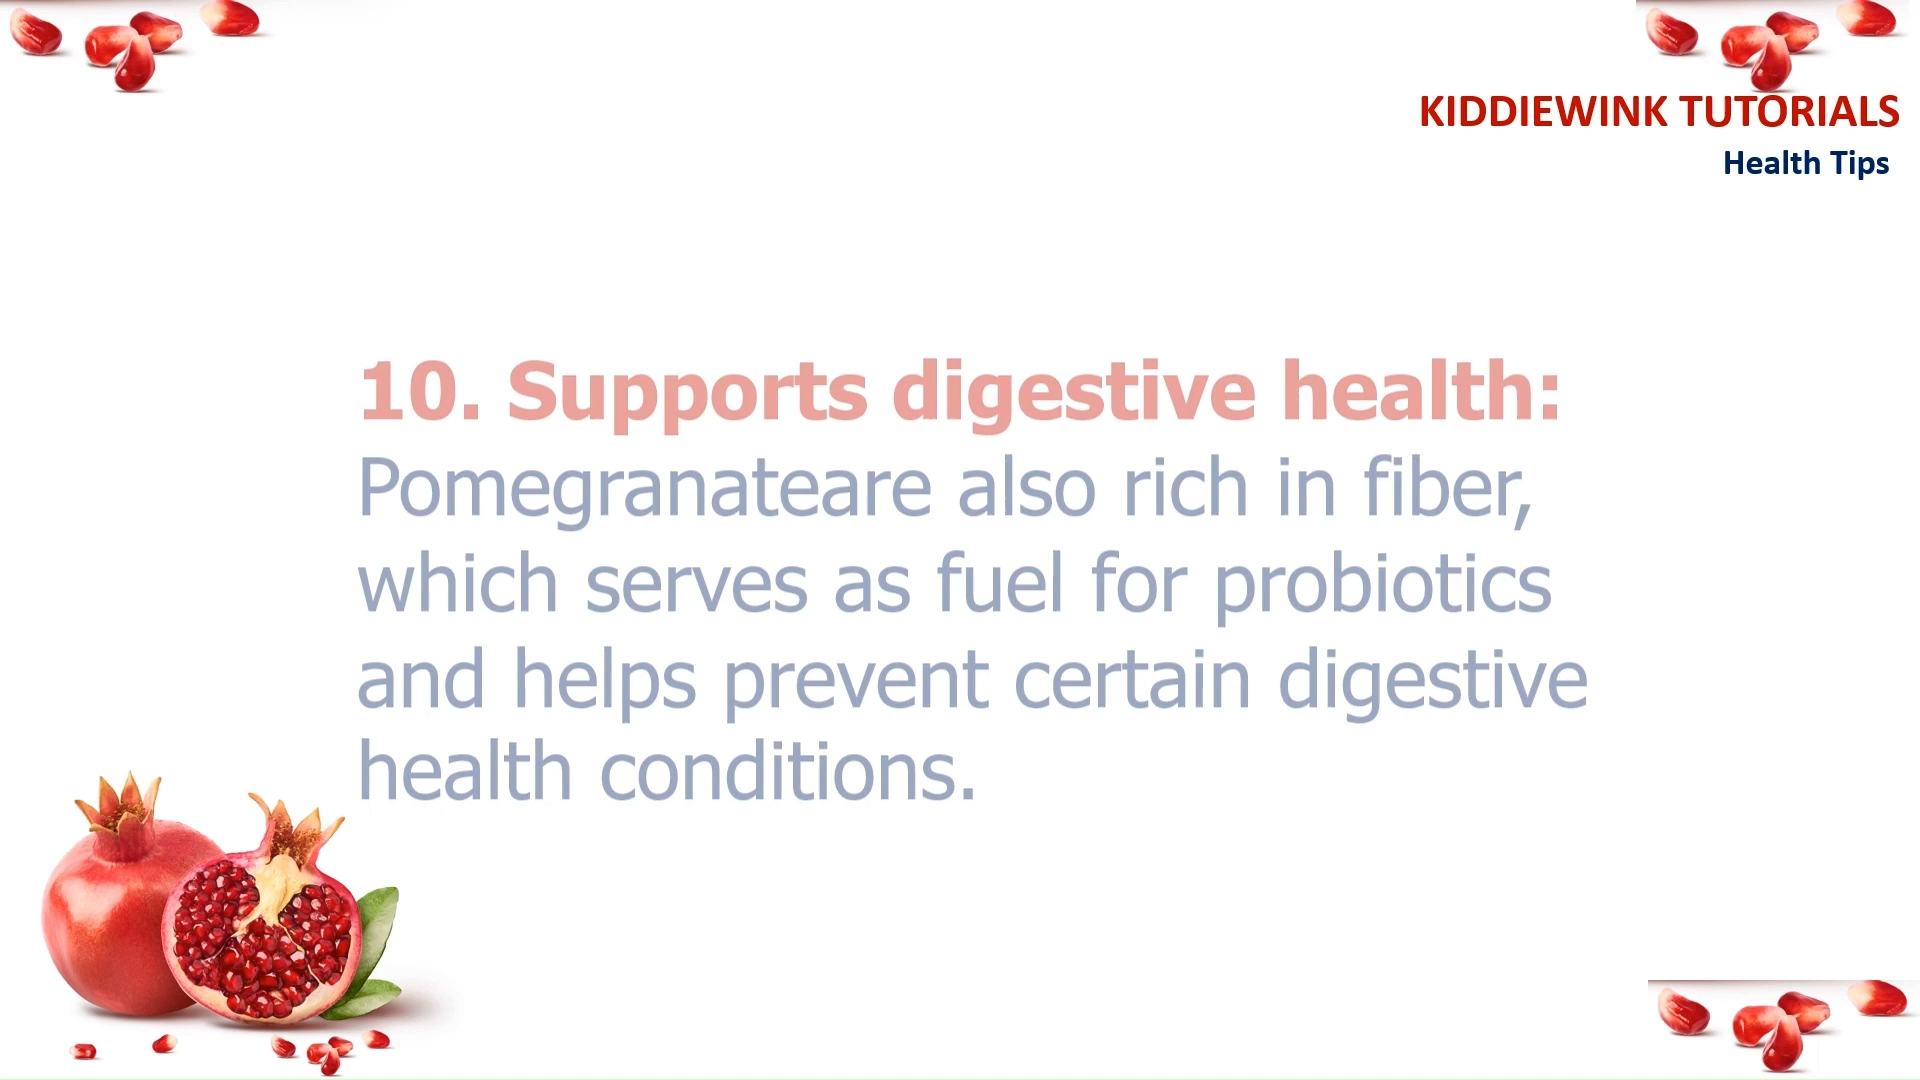 KIDDIEWINK TUTORIALS
Health Tips
10. Supports digestive health:
Pomegranateare also rich in fiber,
which serves as fuel for probiotics
and helps prevent certain digestive
health conditions.